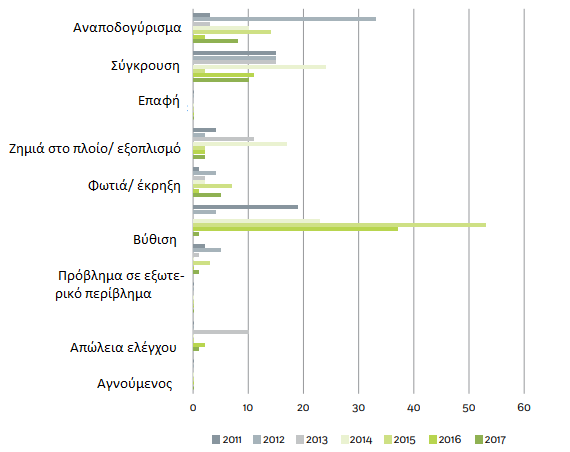 Αναποδογύρισμα
Σύγκρουση
Επαφή
Ζημιά στο πλοίο/ εξοπλισμό
Φωτιά/ έκρηξη
Βύθιση
Πρόβλημα σε εξωτε-
ρικό περίβλημα
Απώλεια ελέγχου
Αγνούμενος
0 10 20 30 40 50 60
2011 2012 2013 2014 2015 2016 2017